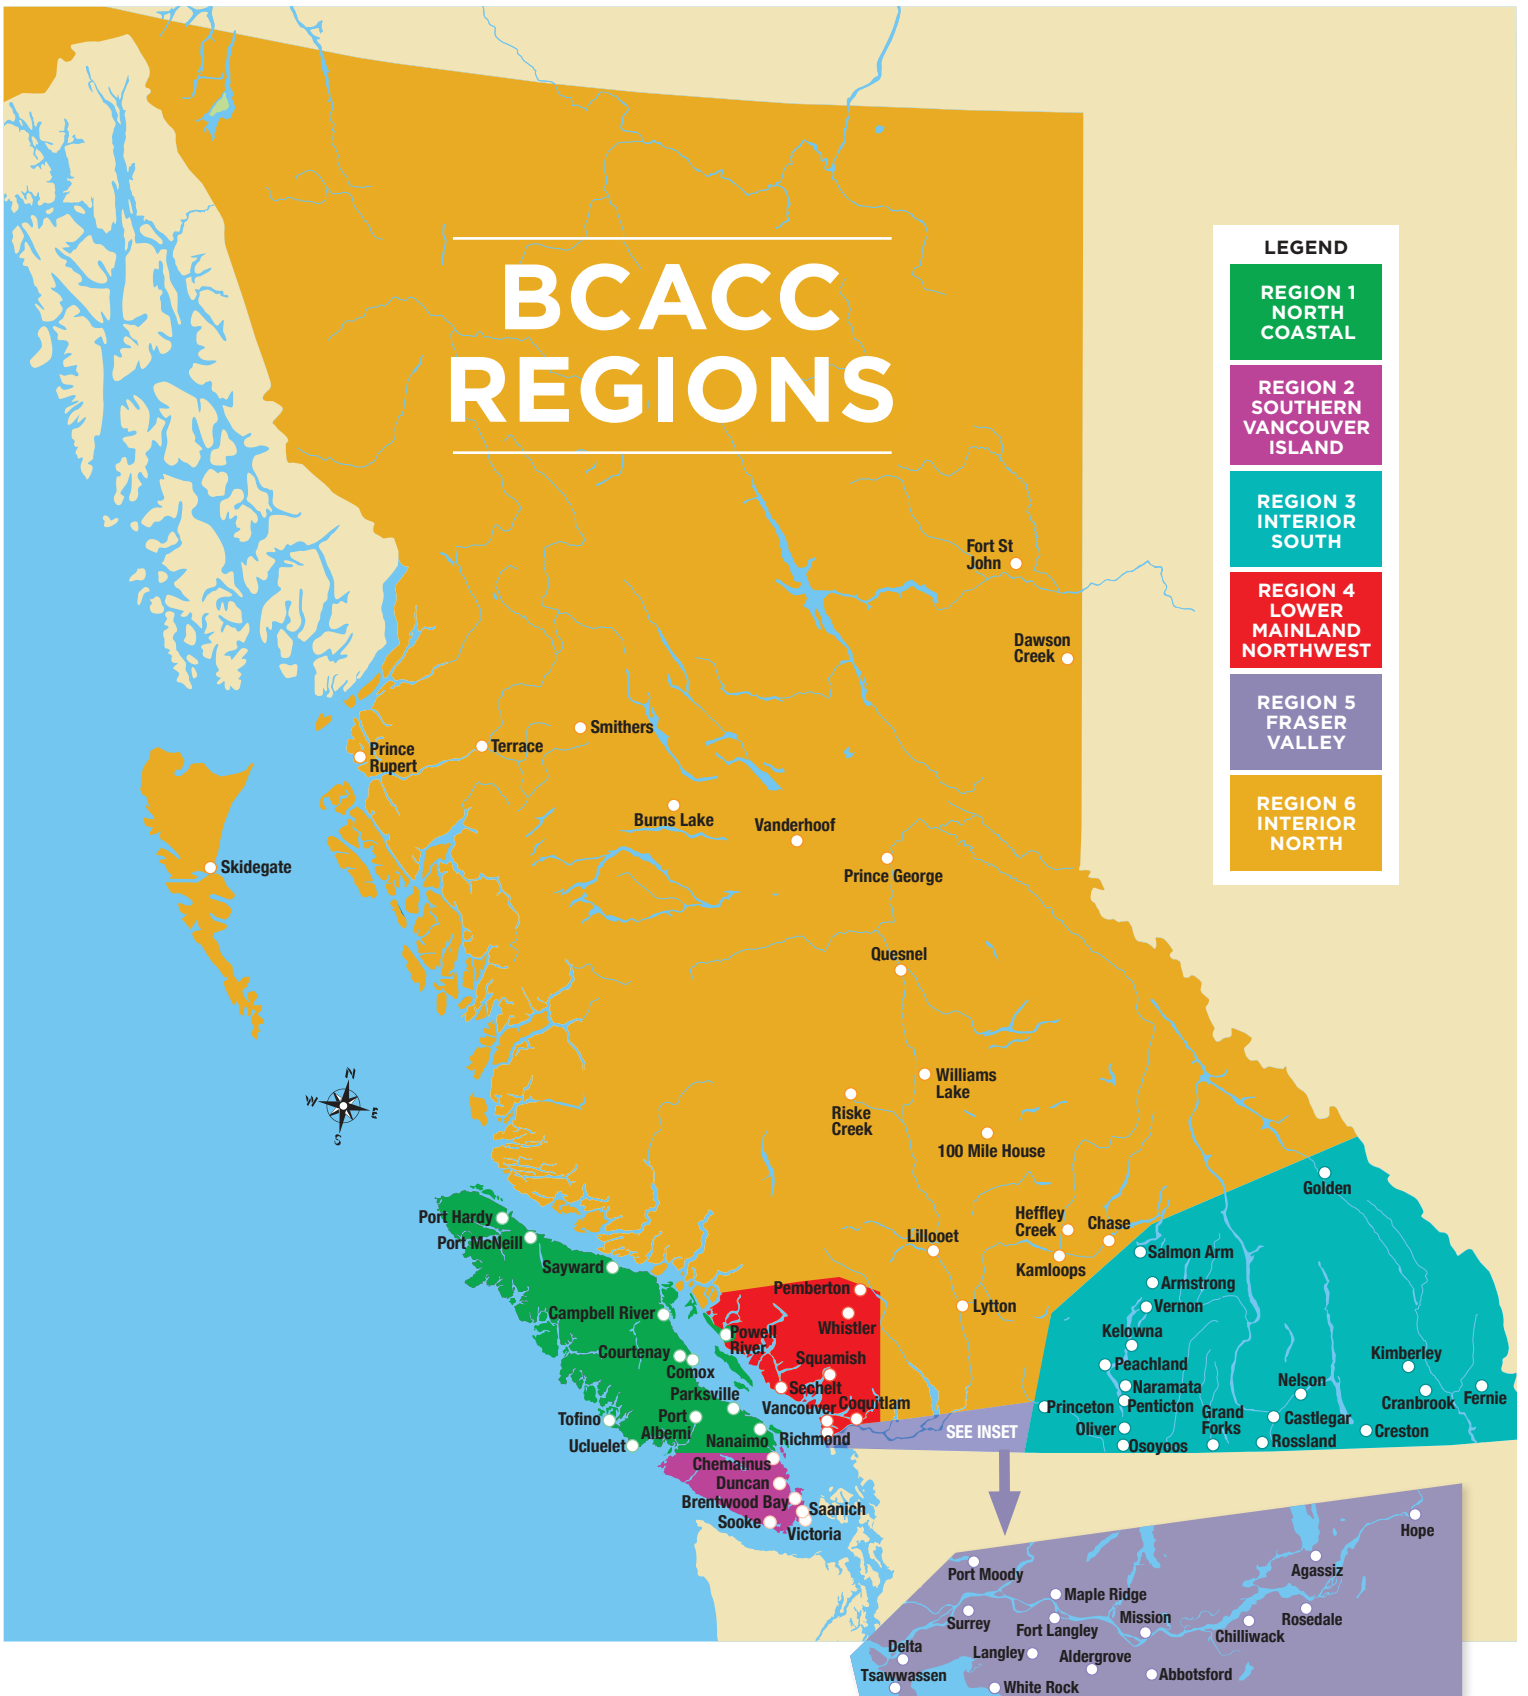 BCACC
REGIONS
LEGEND
REGION 1
NORTH
COASTAL
REGION 2
SOUTHERN
VANCOUVER
ISLAND
REGION 3
INTERIOR
SOUTH
REGION 4
LOWER
MAINLAND
NORTHWEST
REGION 5
FRASER
VALLEY
REGION 6
INTERIOR
NORTH
Fort St
John
Dawson
Creek
Smithers
Terrace
Prince
Rupert
Burns Lake
Vanderhoof
Prince George
Skidegate
Quesnel
Williams
Lake
Riske
Creek
100 Mile House
N
W
E
S
Golden
Heffley
Creek
Chase
Lillooet
Kamloops
Salmon Arm
Lytton
Armstrong
Vernon
Kelowna
Peachland
Naramata
Penticton
Princeton
Oliver
Osoyoos
Grand
Forks
Nelson
Castlegar
Rossland
Kimberley
Cranbrook
Fernie
Creston
Port Hardy
Port McNeill
Sayward
Campbell River
Courtenay
Comox
Powell
River
Parksville
Port
Alberni
Tofino
Ucluelet
Nanaimo
Pemberton
Whistler
Squamish
Sechelt
Vancouver
Coquitlam
Richmond
SEE INSET
Chemainus
Duncan
Brentwood Bay
Saanich
Sooke
Victoria
Hope
Agassiz
Port Moody
Maple Ridge
Surrey
Fort Langley
Mission
Rosedale
Chilliwack
Delta
Langley
Aldergrove
Tsawwassen
Abbotsford
White Rock